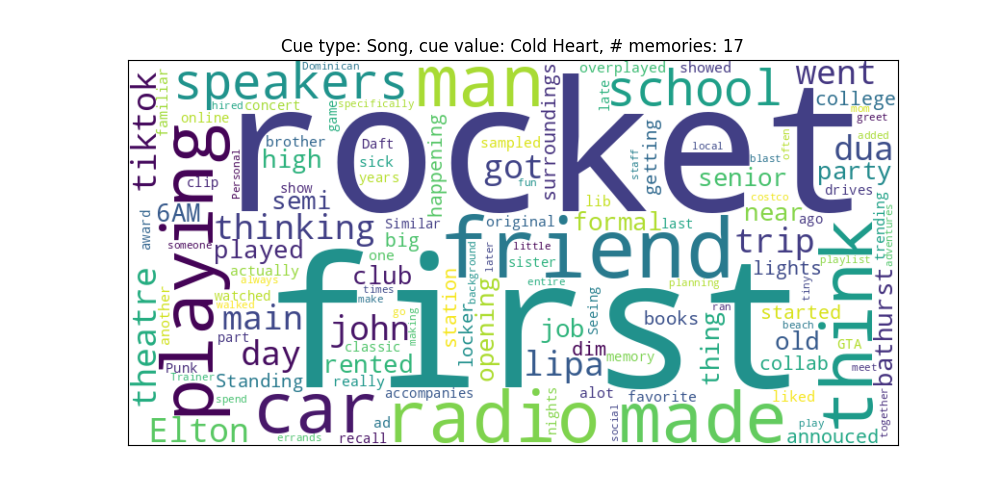 Cue type: Song, cue value: Cold Heart, # memories: 17
rocket
first
friend
playing
car
radio
made
think
man
speakers
school
went
dua
party
college
mom
greet
overplayed
showed
late
surroundings
Dominican
hired
concert
specifically
game
tiktok
familiar
online
clip
Personal
brother
high
show
semi
Daft
sick
years
happening
sampled
got
fun
staff
getting
local
blast
often
added
senior
costco
drives
near
ago
lib
formal
last
original
Similar
thinking
played
6AM
award
someone
big
one
actually
always
club
times
make
background
later
little
sister
entire
trip
lights
playlist
tiny
trending
adventures
planning
theatre
another
watched
walked
main
part
day
john
classic
go
making
station
locker
opening
job
Seeing
books
ran
started
beach
old
GTA
bathurst
meet
together
dim
lipa
memory
thing
collab
Punk
Trainer
Standing
rented
really
accompanies
spend
Elton
errands
recall
ad
nights
alot
social
favorite
liked
play
annouced